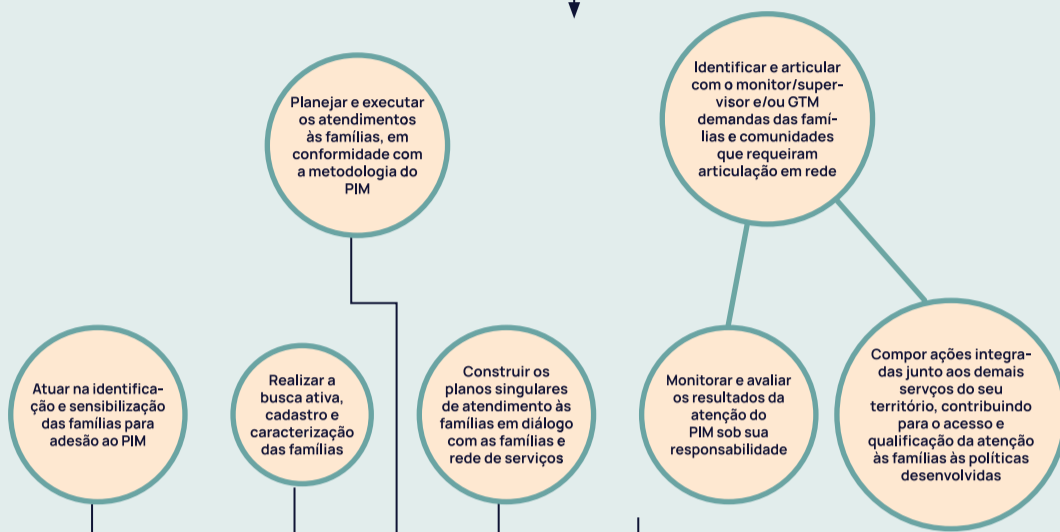 Planejar e executar
os atendimentos
às famílias, em
conformidade com
a metodologia do
PIM
Identificar e articular
com o monitor/super-
visor e/ou GTM
demandas das famí-
lias e comunidades
que requeiram
articulação em rede
Atuar na identifica-
ção e sensibilização
das famílias para
adesão ao PIM
Realizar a
busca ativa,
cadastro e
caracterização
das famílias
Construir os
planos singulares
de atendimento às
famílias em diálogo
com as famílias e
rede de serviços
Monitorar e avaliar
os resultados da
atenção do
PIM sob sua
responsabilidade
Compor ações integra-
das junto aos demais
serviços do seu
território, contribuindo
para o acesso e
qualificação da atenção
às famílias às políticas
desenvolvidas